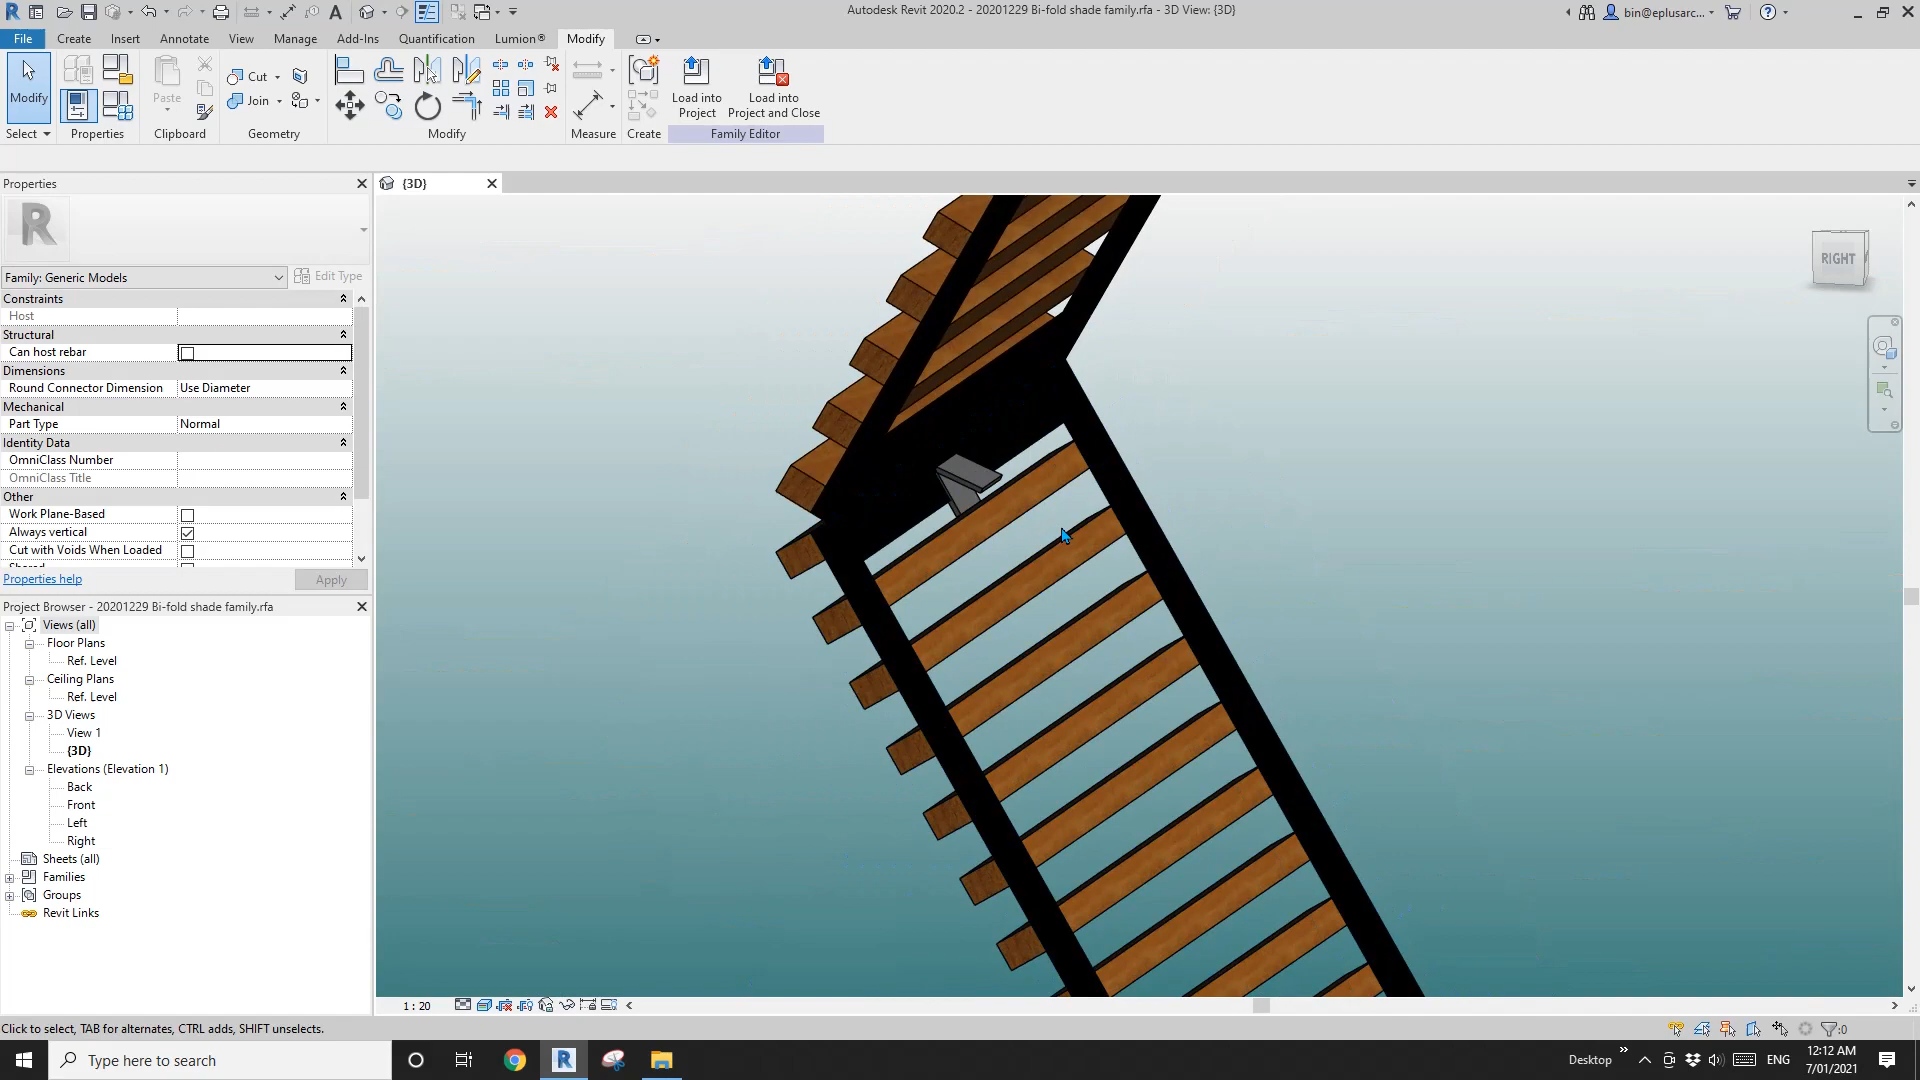 Autodesk Revit 2020.2 - 20201229 Bi-fold shade family.rfa - 3D View: {3D}
bin@eplusarc...
File Create Annotate Insert View Manage Add-Ins Quantification Lumion® Modify
Modify
Paste
Cut
Join
Load into Project
Load into Project and Close
Select Properties Clipboard Geometry Modify Measure Create Family Editor
Properties
{3D}
RIGHT
Family: Generic Models
Edit Type
Constraints
Host
Structural
Can host rebar
Dimensions
Round Connector Dimension Use Diameter
Mechanical
Part Type Normal
Identity Data
OmniClass Number
OmniClass Title
Other
Work Plane-Based
Always vertical
Cut with Voids When Loaded
Properties help
Apply
Project Browser - 20201229 Bi-fold shade family.rfa
Views (all)
Floor Plans
Ref. Level
Ceiling Plans
Ref. Level
3D Views
View 1
{3D}
Elevations (Elevation 1)
Back
Front
Left
Right
Sheets (all)
Families
Groups
Revit Links
1 : 20
Click to select, TAB for alternates, CTRL adds, SHIFT unselects.
:0
Type here to search
Desktop
ENG
12:12 AM
7/01/2021